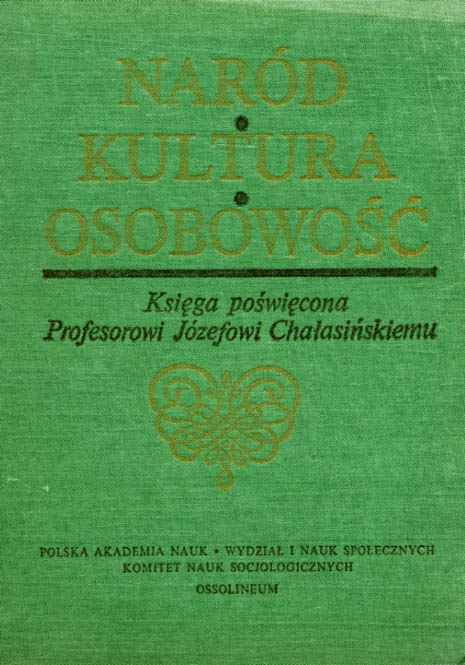 NARÓD
•
KULTURA
•
OSOBOWOŚĆ
Księga poświęcona
Profesorowi Józefowi Chałasińskiemu
POLSKA AKADEMIA NAUK • WYDZIAŁ I NAUK SPOŁECZNYCH
KOMITET NAUK SOCJOLOGICZNYCH
OSSOLINEUM